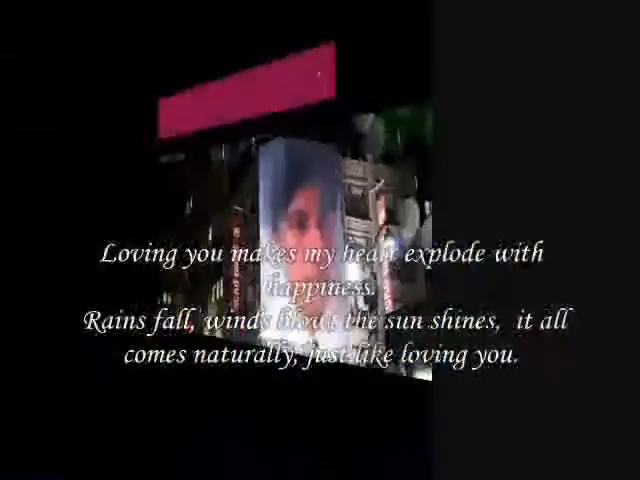 Loving you makes my heart explode with
happiness.
Rains fall, winds blow, the sun shines, it all
comes naturally, just like loving you.